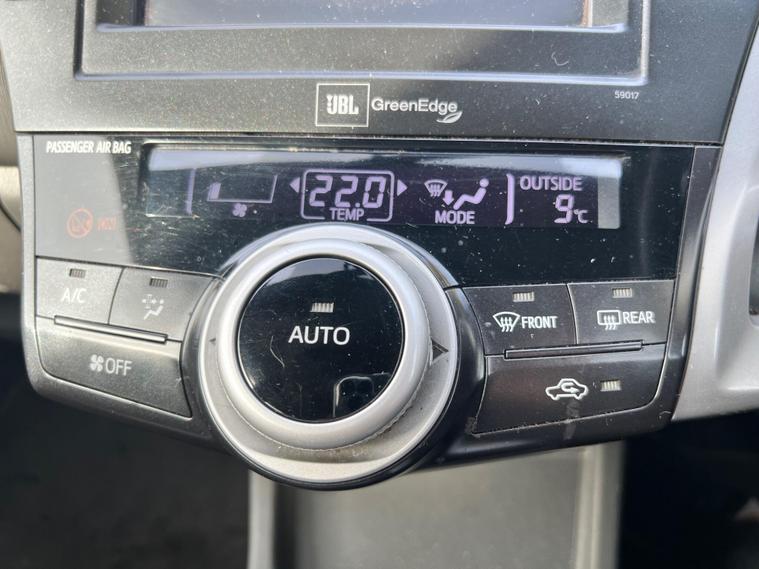 JBL GreenEdge
59017
PASSENGER AIR BAG
22.0
TEMP
MODE
OUTSIDE
9°C
A/C
AUTO
FRONT
REAR
OFF